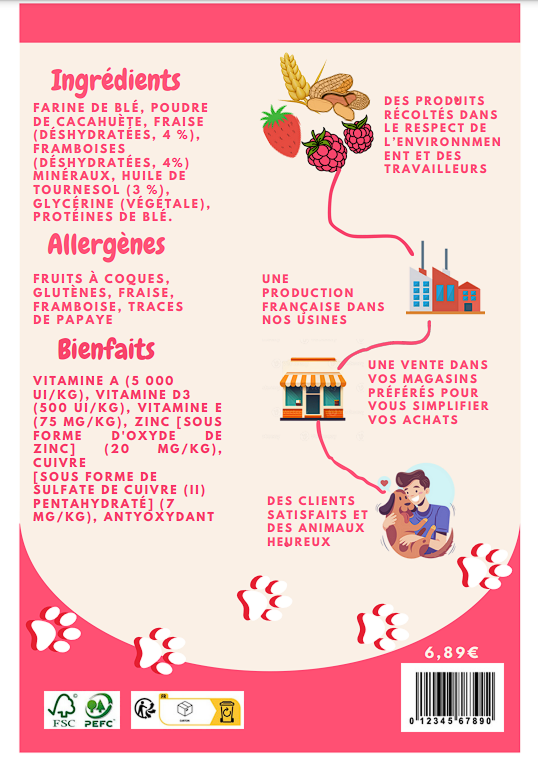 Ingrédients
FARINE DE BLÉ, POUDRE
DE CACAHUÈTE, FRAISE
(DÉSHYDRATÉES, 4 %),
FRAMBOISES
(DÉSHYDRATÉES, 4%)
MINÉRAUX, HUILE DE
TOURNESOL (3 %),
GLYCÉRINE (VÉGÉTALE),
PROTÉINES DE BLÉ.
Allergènes
FRUITS À COQUES,
GLUTÈNES, FRAISE,
FRAMBOISE, TRACES
DE PAPAYE
Bienfaits
VITAMINE A (5 000
UI/KG), VITAMINE D3
(500 UI/KG), VITAMINE E
(75 MG/KG), ZINC [SOUS
FORME D'OXYDE DE
ZINC] (20 MG/KG),
CUIVRE
[SOUS FORME DE
SULFATE DE CUIVRE (II)
PENTAHYDRATÉ] (7
MG/KG), ANTYOXYDANT
DES PRODUITS
RÉCOLTÉS DANS
LE RESPECT DE
L'ENVIRONNMEM
ENT ET DES
TRAVAILLEURS
UNE
PRODUCTION
FRANÇAISE DANS
NOS USINES
UNE VENTE DANS
VOS MAGASINS
PRÉFÉRÉS POUR
VOUS SIMPLIFIER
VOS ACHATS
DES CLIENTS
SATISFAITS ET
DES ANIMAUX
HEUREUX
6,89€
0 12345 67890
FSC
PEFC
FR